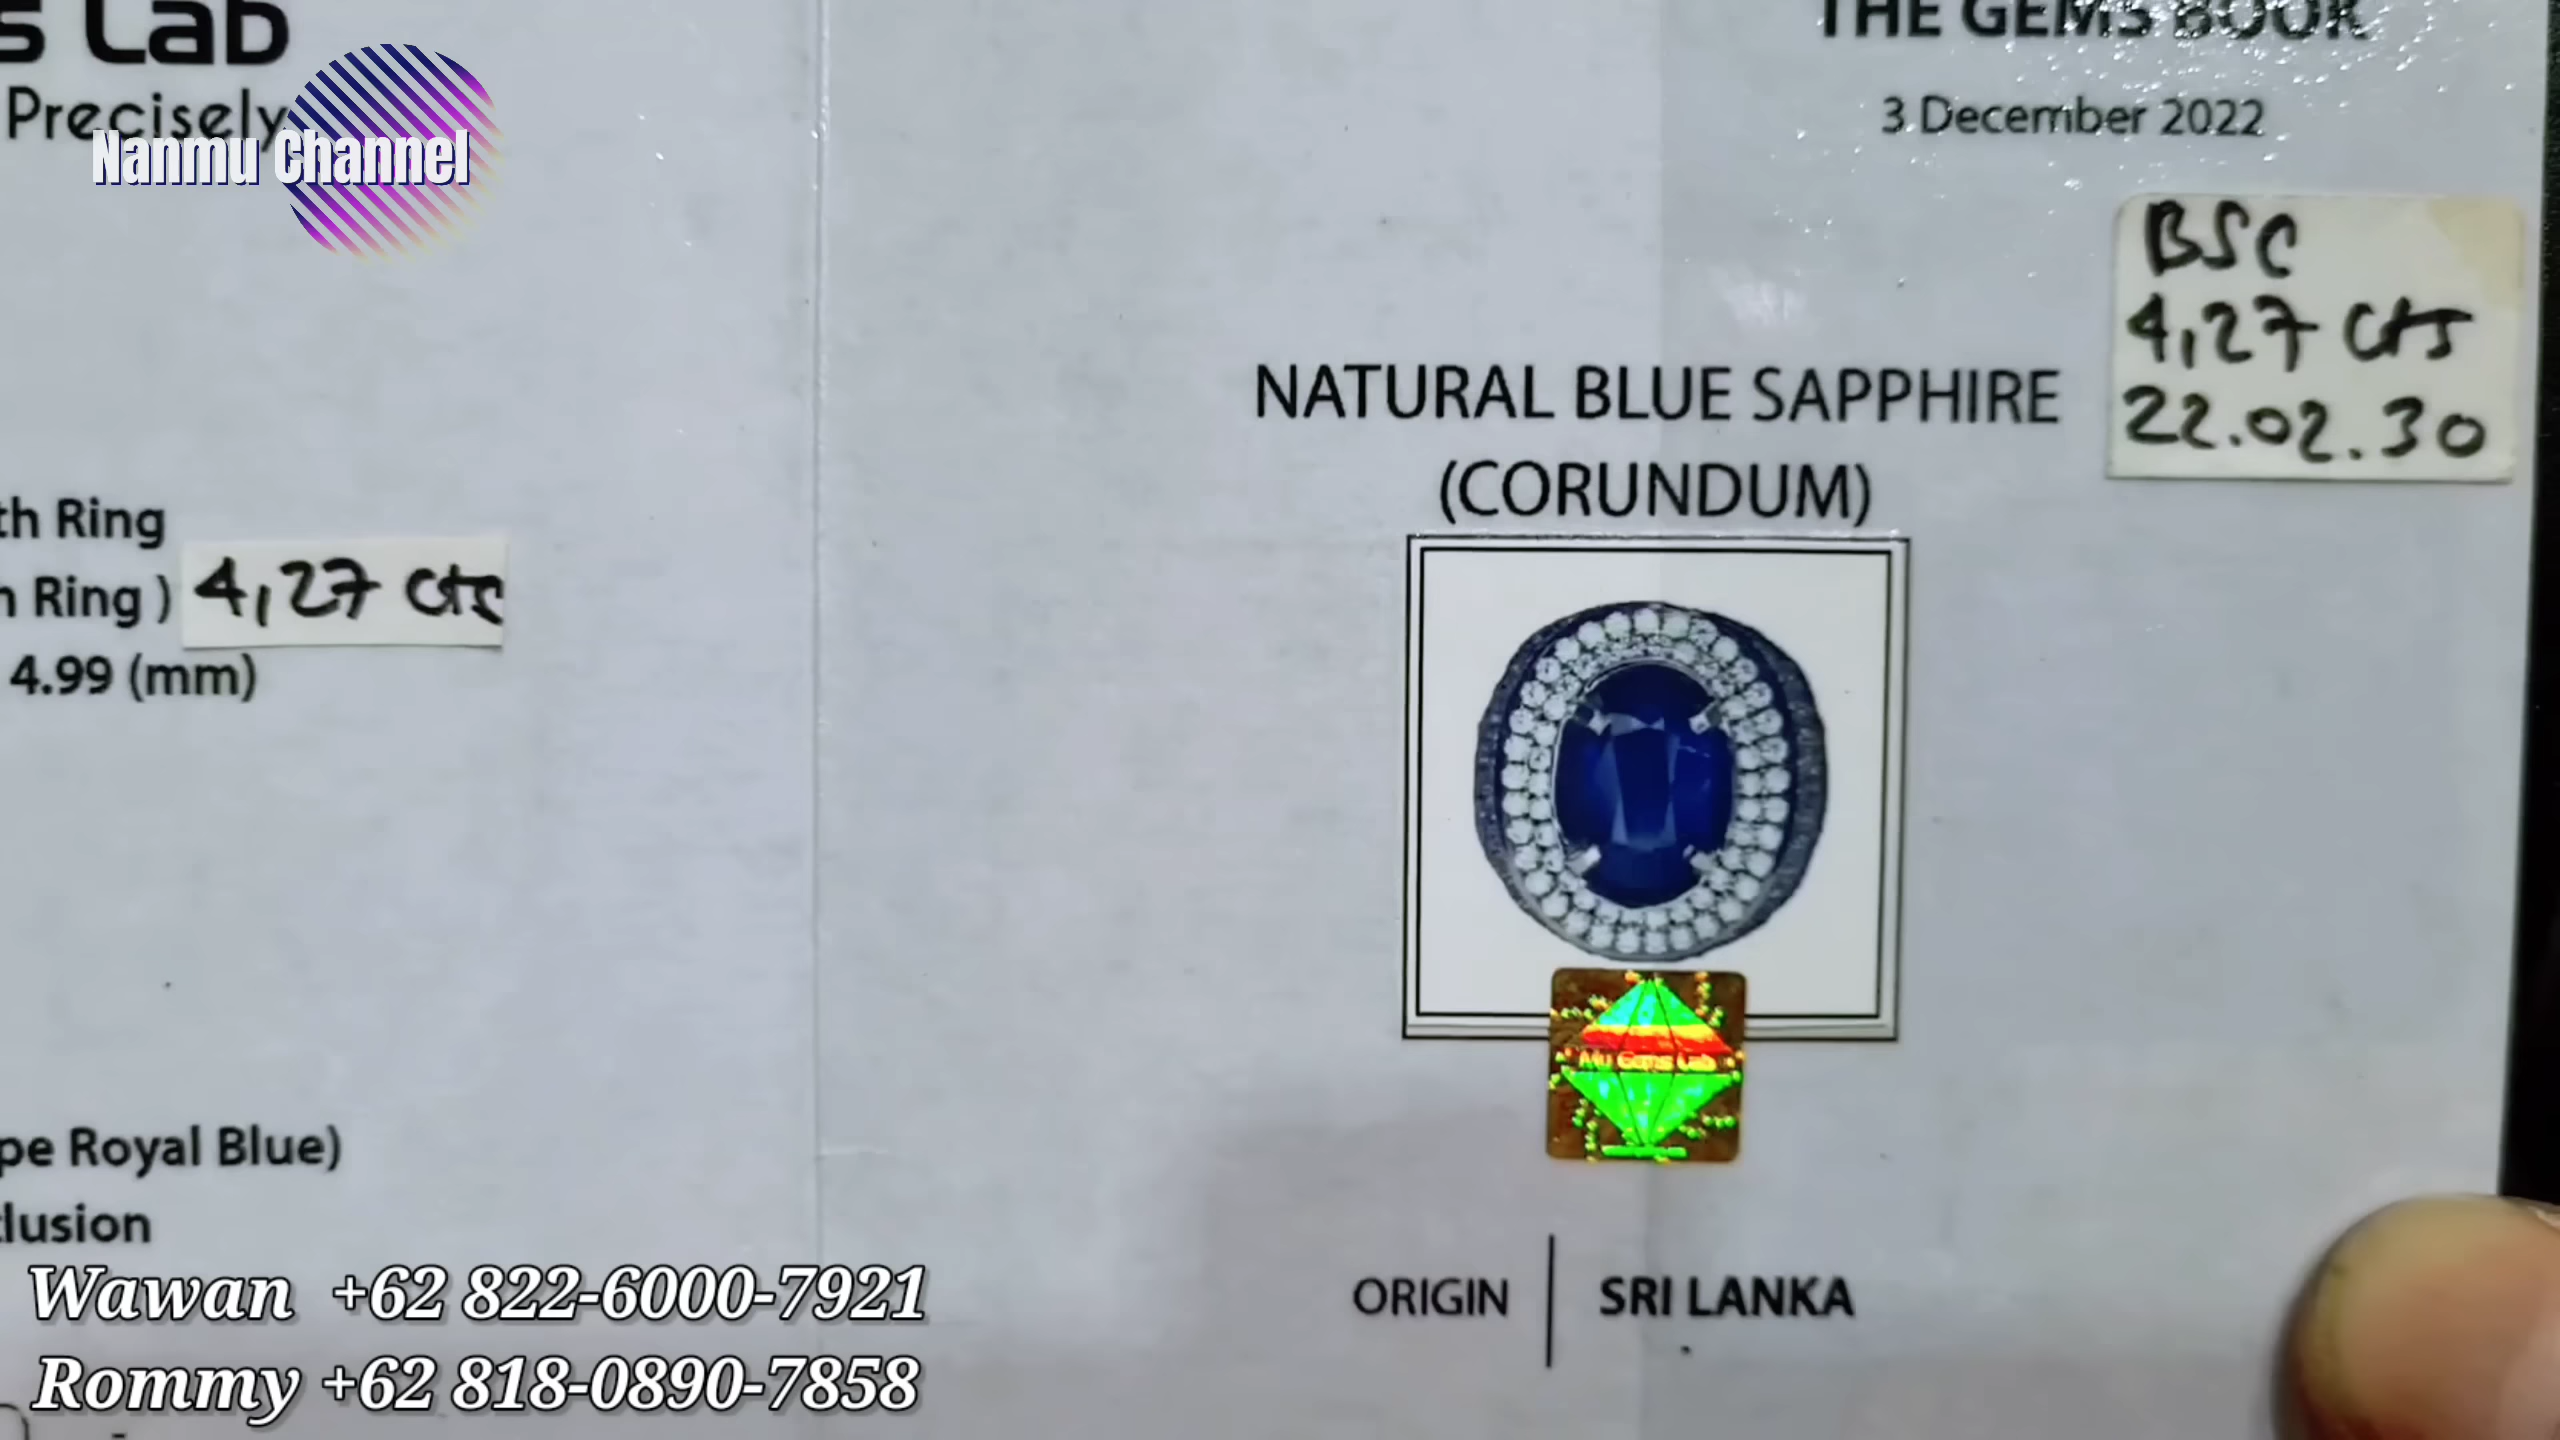 s Lab
Precisely
Nanmu Channel
THE GEMS BOOK
3 December 2022
BSC
4,27 cts
22.02.30
NATURAL BLUE SAPPHIRE
(CORUNDUM)
th Ring
n Ring ) 4,27 cts
4.99 (mm)
Gems Lab
pe Royal Blue)
clusion
ORIGIN | SRI LANKA
Wawan +62 822-6000-7921
Rommy +62 818-0890-7858